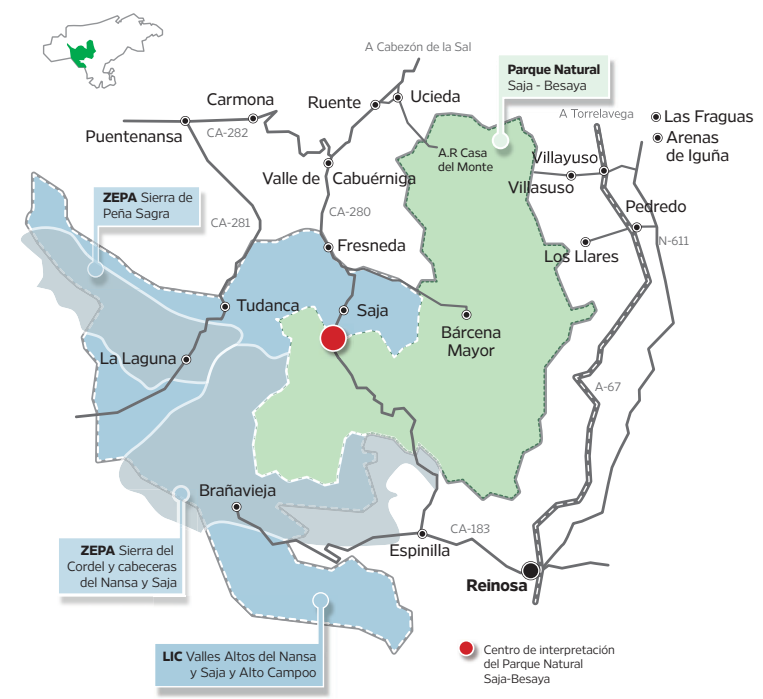 A Cabezón de la Sal
Parque Natural
Saja - Besaya
Carmona
Ruente
Ucieda
A Torrelavega
Las Fraguas
Puentenansa
CA-282
Arenas
de Iguña
A.R Casa
del Monte
Villayuso
Valle de Cabuérniga
Villasuso
ZEPA Sierra de
Peña Sagra
CA-281
CA-280
Pedredo
Fresneda
N-611
Los Llares
Tudanca
Saja
Bárcena
Mayor
La Laguna
A-67
Brañavieja
CA-183
Espinilla
ZEPA Sierra del
Cordel y cabeceras
del Nansa y Saja
Reinosa
LIC Valles Altos del Nansa
y Saja y Alto Campoo
Centro de interpretación
del Parque Natural
Saja-Besaya